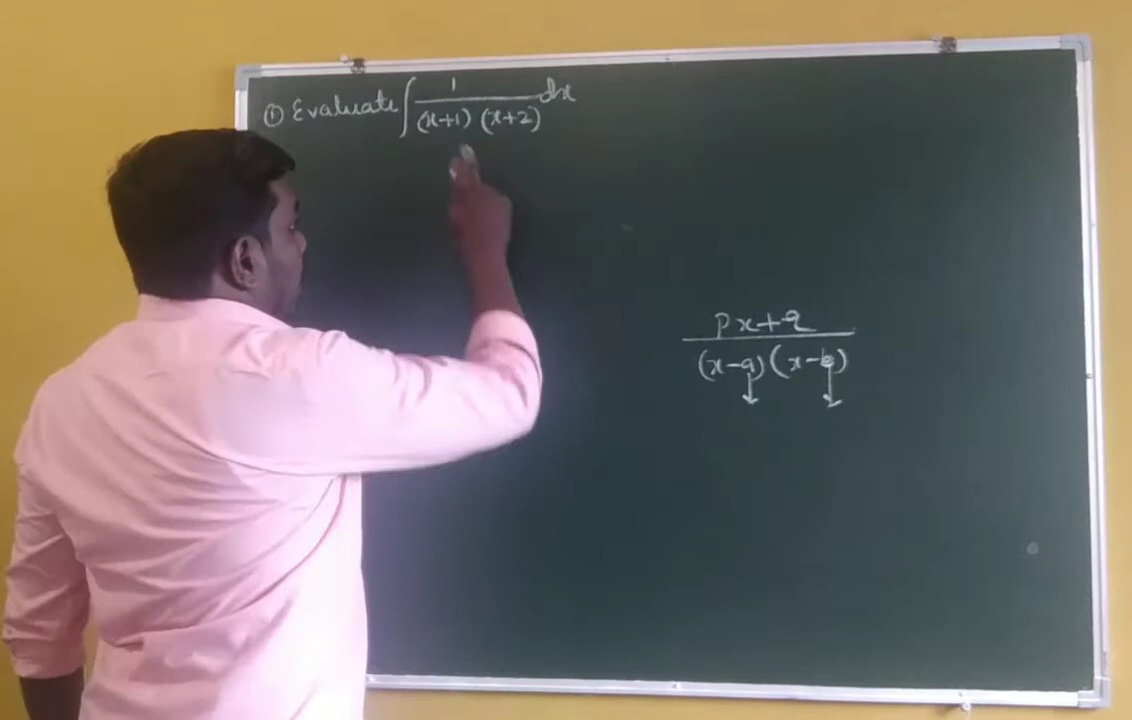 ① Evaluate ∫ 1/((x+1) (x+2)) dx
px+q
(x-a)(x-b)